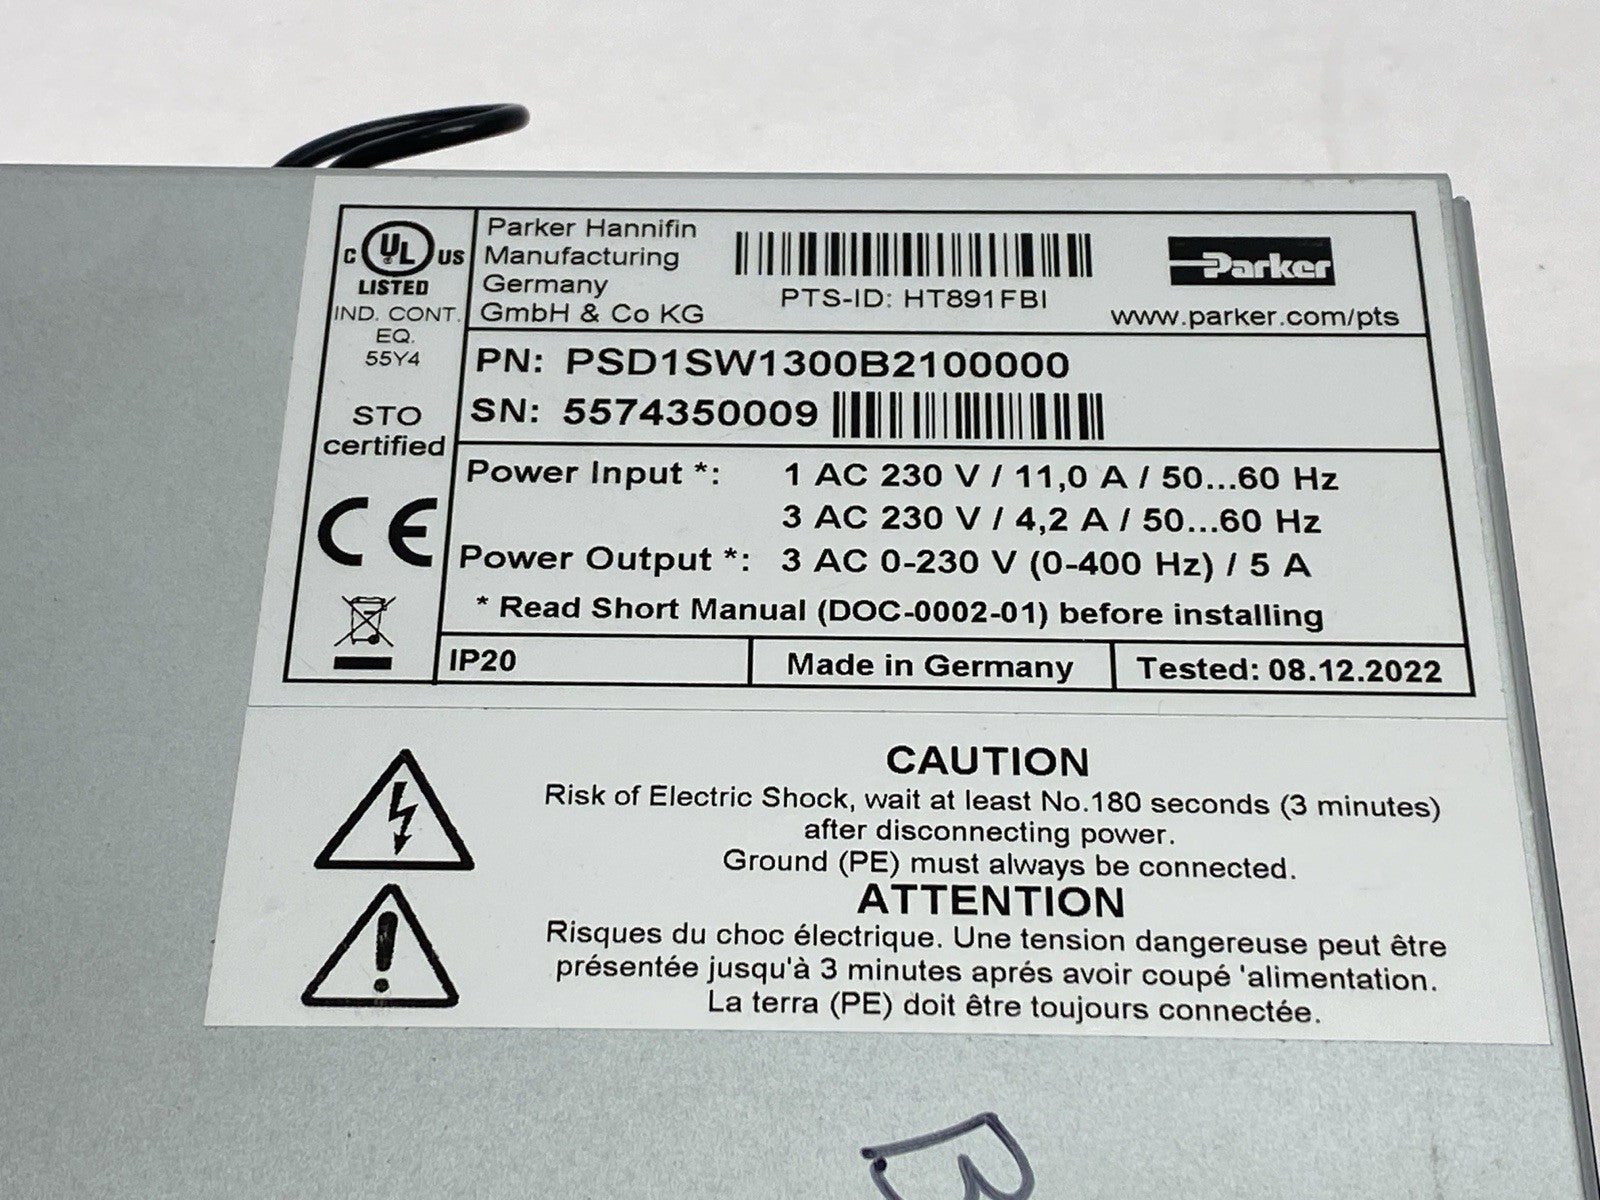 C UL US
LISTED
IND. CONT.
EQ.
55Y4
STO
certified
CE
Parker Hannifin
Manufacturing
Germany
GmbH & Co KG
PTS-ID: HT891FBI
Parker
www.parker.com/pts
PN: PSD1SW1300B2100000
SN: 5574350009
Power Input *: 1 AC 230 V / 11,0 A / 50...60 Hz
3 AC 230 V / 4,2 A / 50...60 Hz
Power Output *: 3 AC 0-230 V (0-400 Hz) / 5 A
* Read Short Manual (DOC-0002-01) before installing
IP20
Made in Germany
Tested: 08.12.2022
CAUTION
Risk of Electric Shock, wait at least No.180 seconds (3 minutes)
after disconnecting power.
Ground (PE) must always be connected.
ATTENTION
Risques du choc électrique. Une tension dangereuse peut être
présentée jusqu'à 3 minutes aprés avoir coupé 'alimentation.
La terra (PE) doit être toujours connectée.